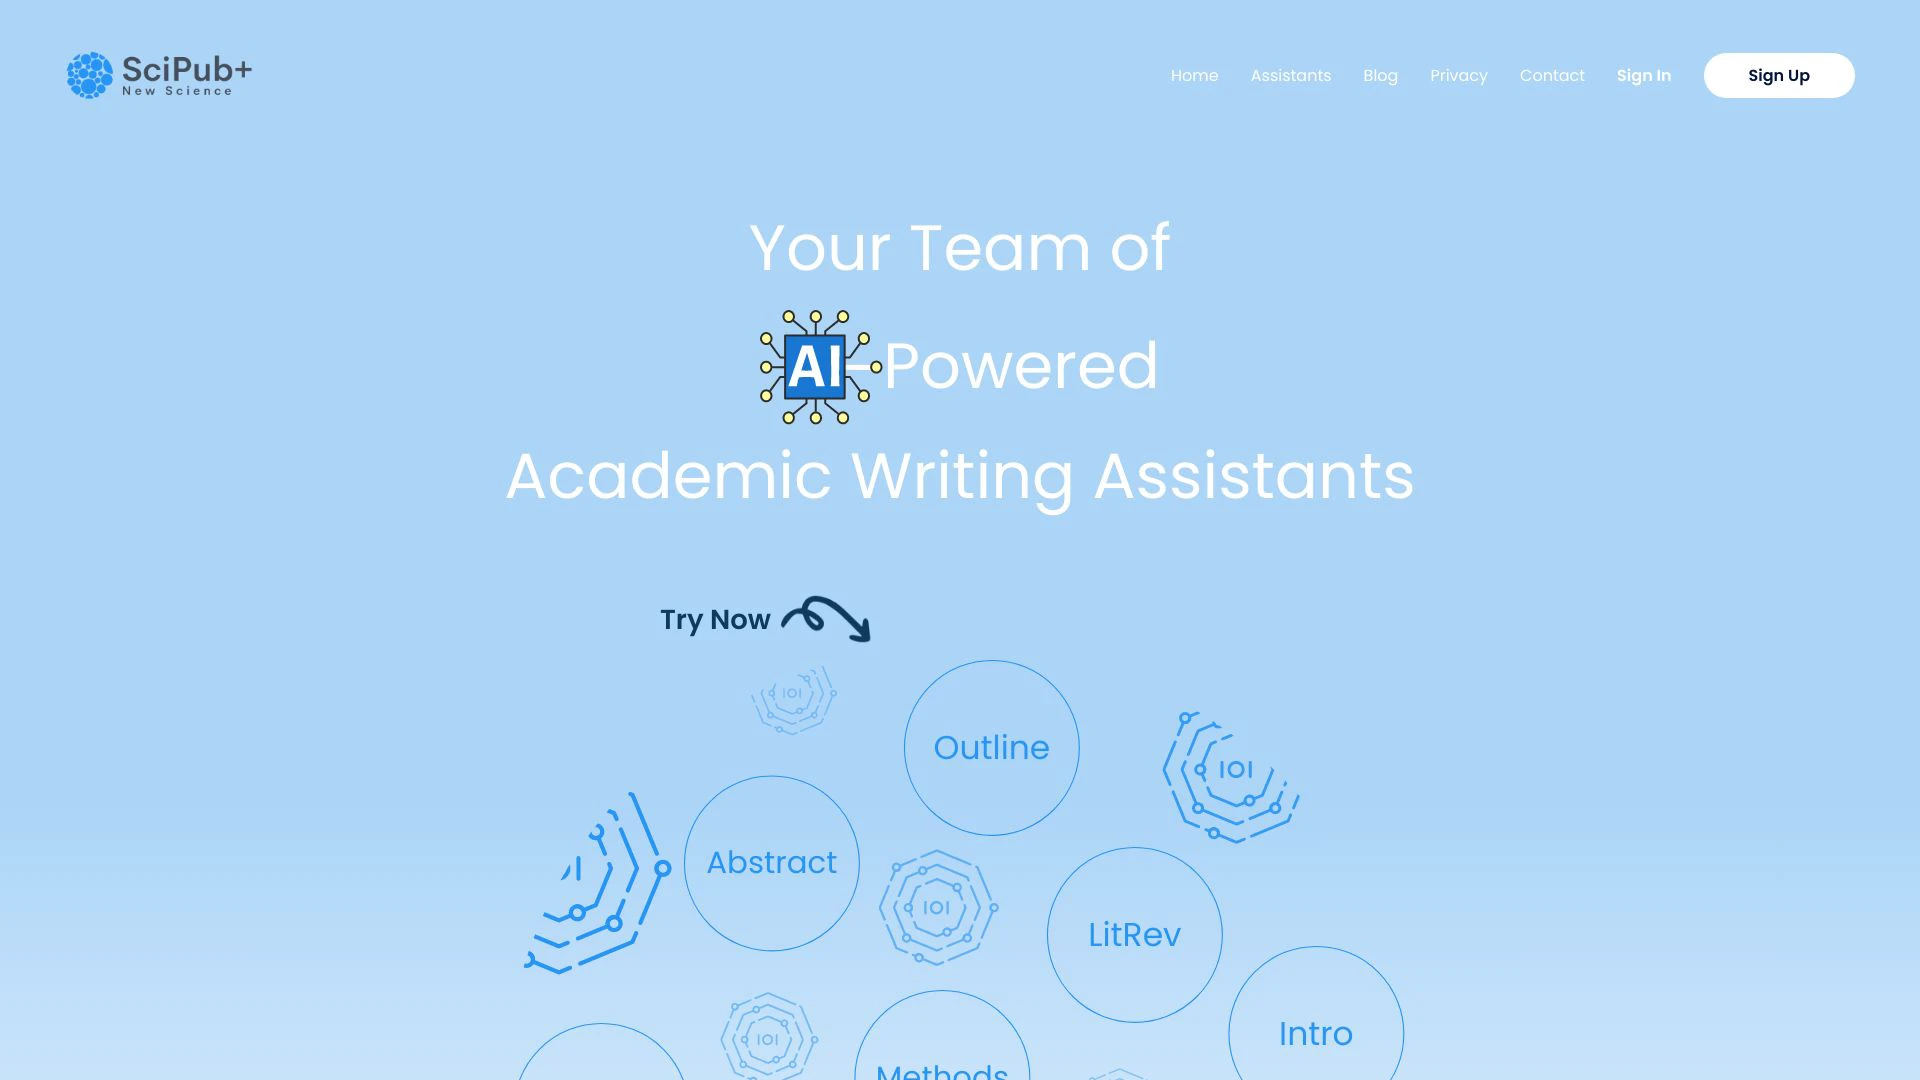 SciPub+
New Science
Home
Assistants
Blog
Privacy
Contact
Sign In
Sign Up
Your Team of
AI-Powered
Academic Writing Assistants
Try Now
Outline
IOI
IOI
Abstract
LitRev
IOI
Intro
IOI
Methods